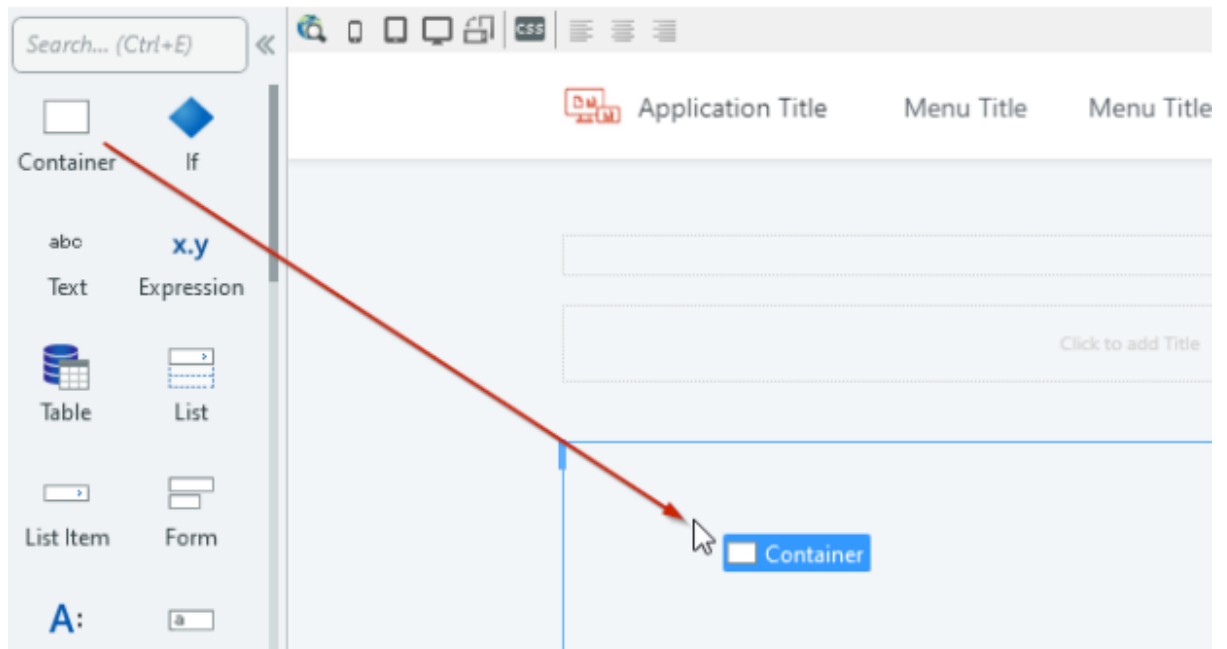 Search... (Ctrl+E)
CSS
Application Title
Menu Title
Menu Title
Container
If
abc
x.y
Text
Expression
Click to add Title
Table
List
List Item
Form
Container
A:
a